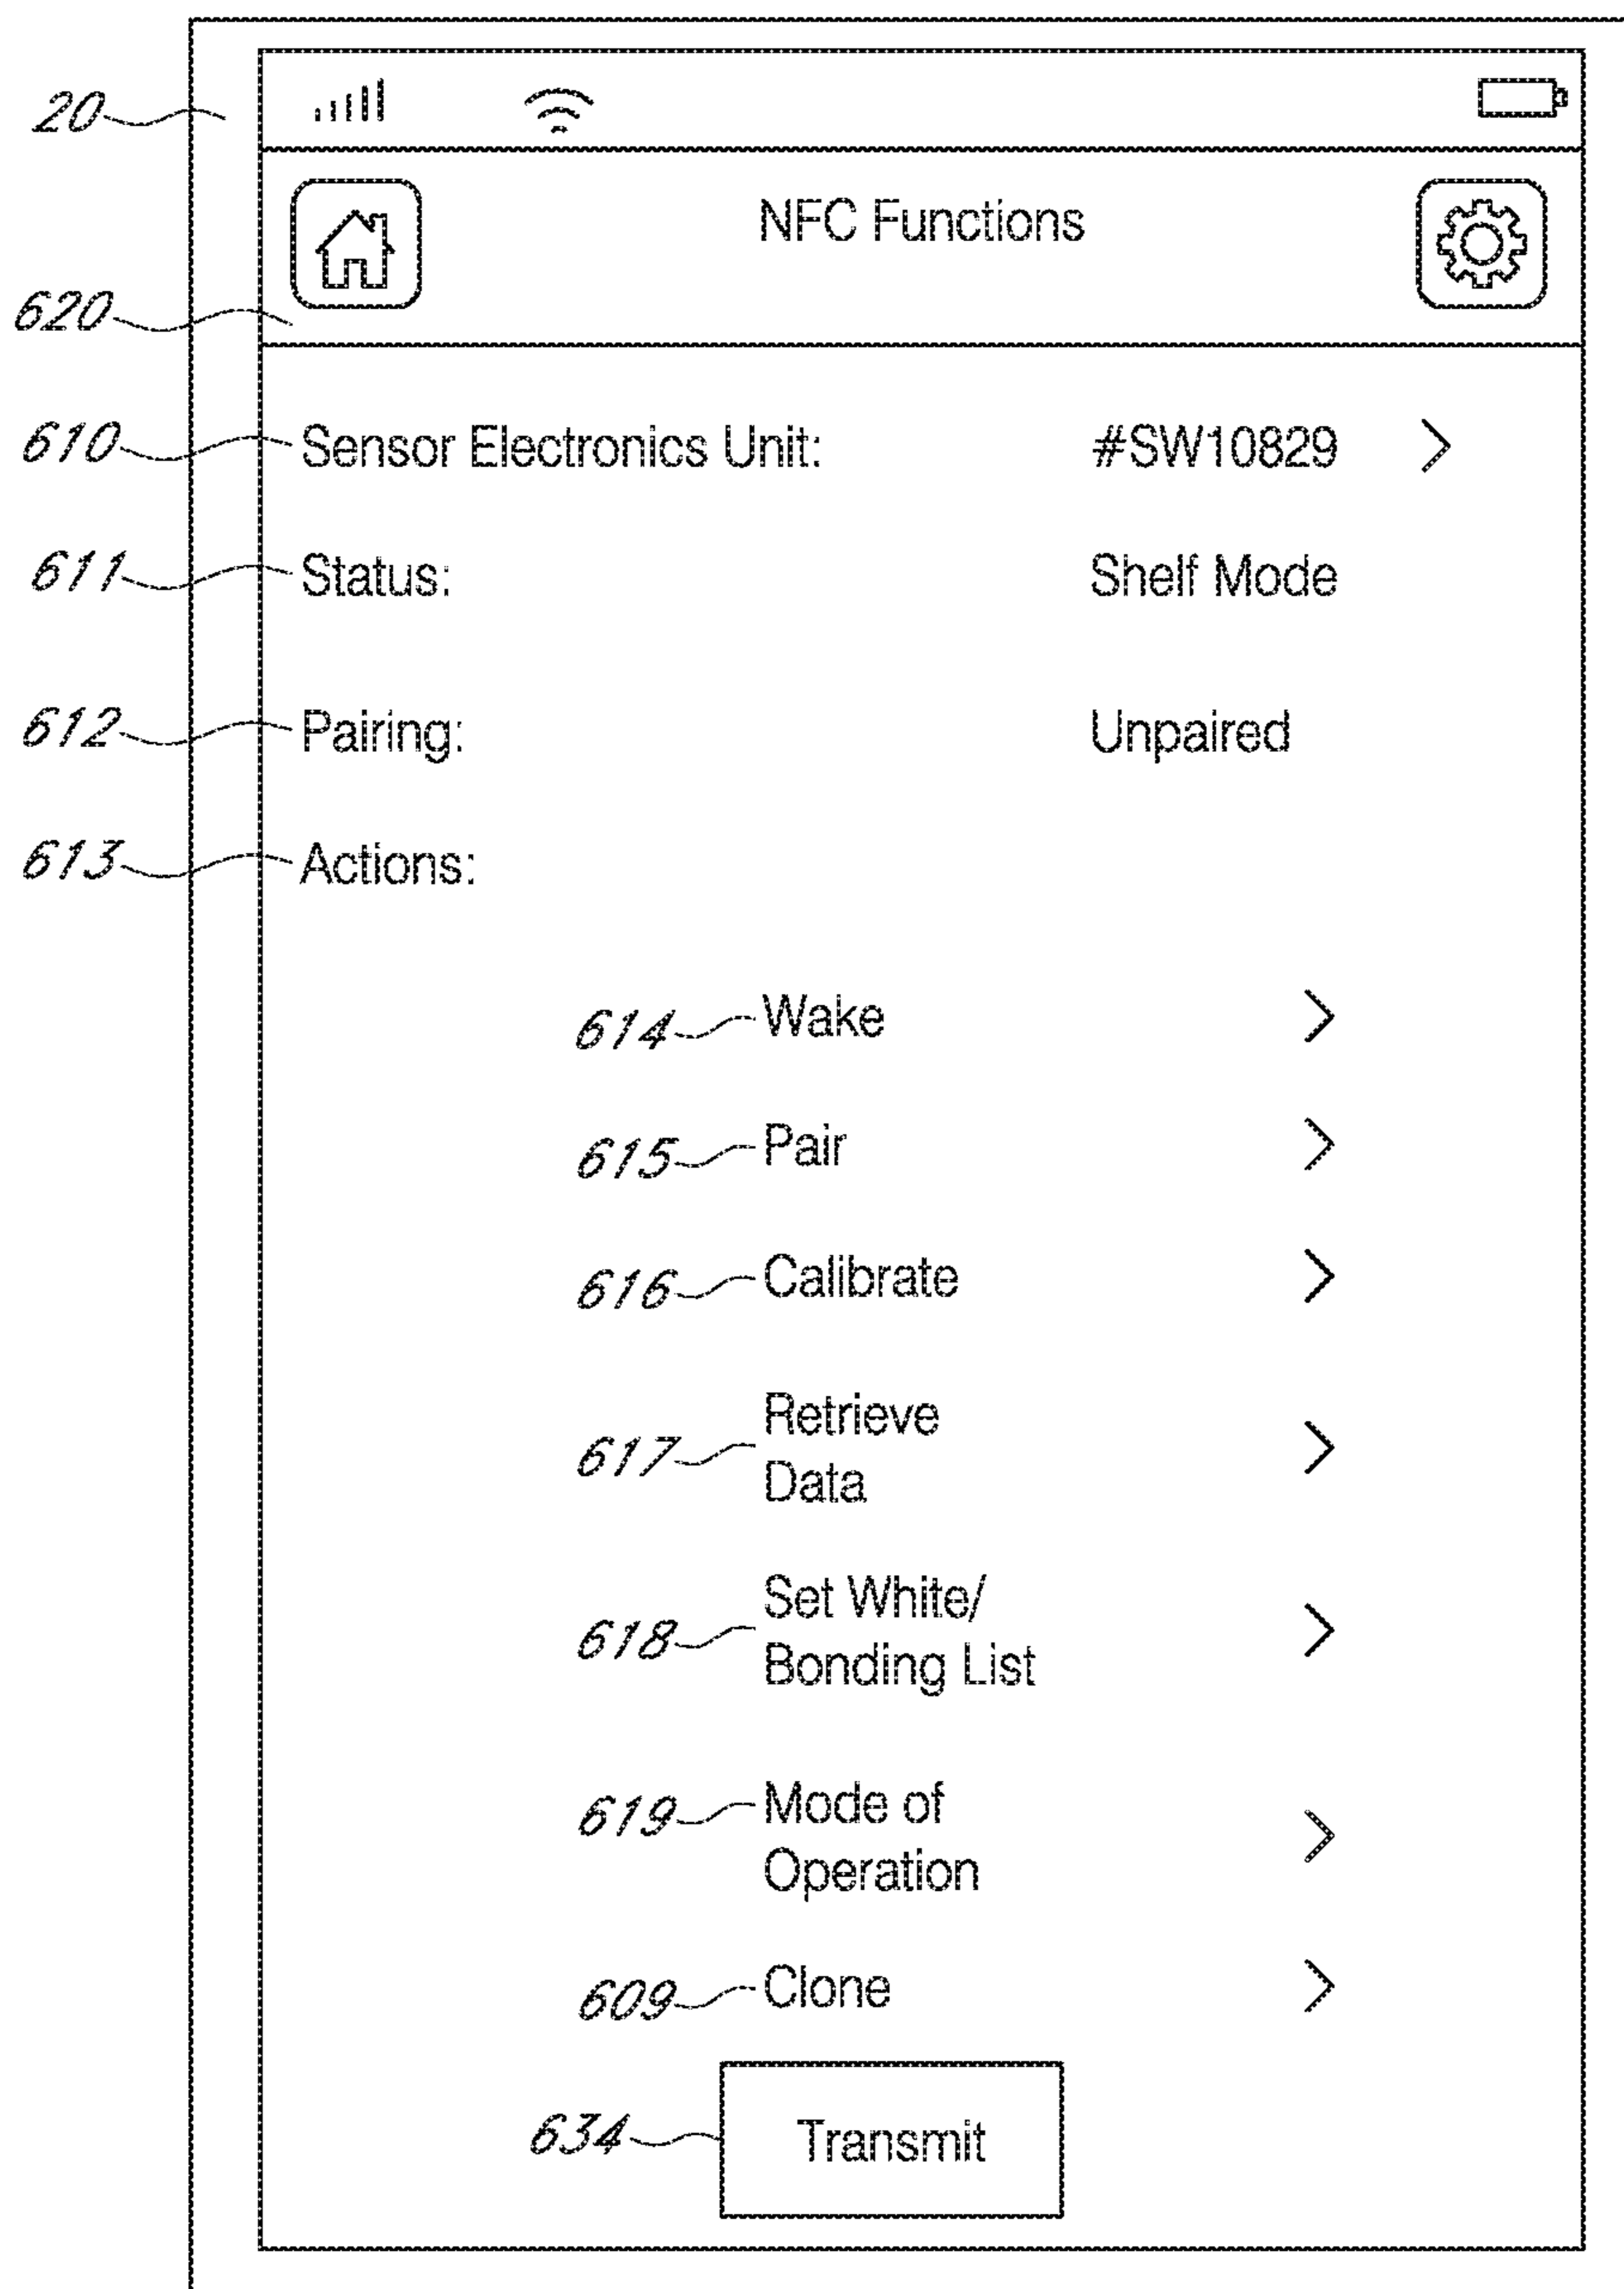 20
NFC Functions
620
610 Sensor Electronics Unit: #SW10829 >
611 Status: Shelf Mode
612 Pairing: Unpaired
613 Actions:
614 Wake >
615 Pair >
616 Calibrate >
Retrieve
617 >
Data
Set White/
618 >
Bonding List
619 Mode of
>
Operation
609 Clone >
634 Transmit